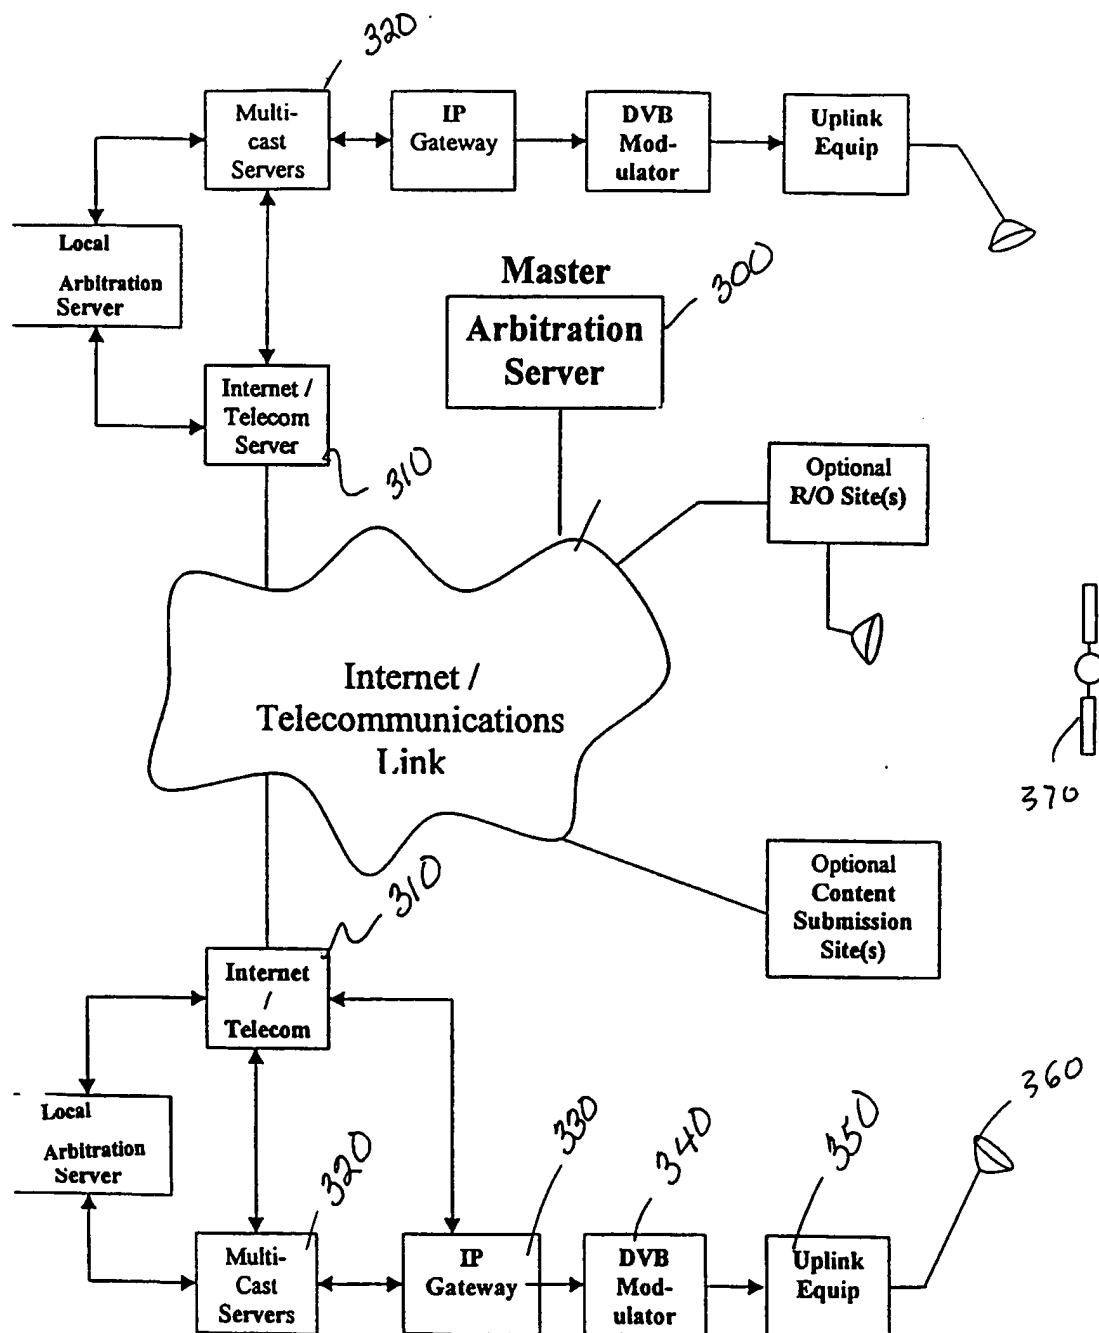 320
Multi-
cast
Servers
IP
Gateway
DVB
Mod-
ulator
Uplink
Equip
Local
Arbitration
Server
Master
Arbitration
Server
300
Internet /
Telecom
Server
310
Optional
R/O Site(s)
Internet /
Telecommunications
Link
370
Optional
Content
Submission
Site(s)
310
Internet
/
Telecom
Local
Arbitration
Server
320
Multi-
Cast
Servers
330
IP
Gateway
340
DVB
Mod-
ulator
350
Uplink
Equip
360